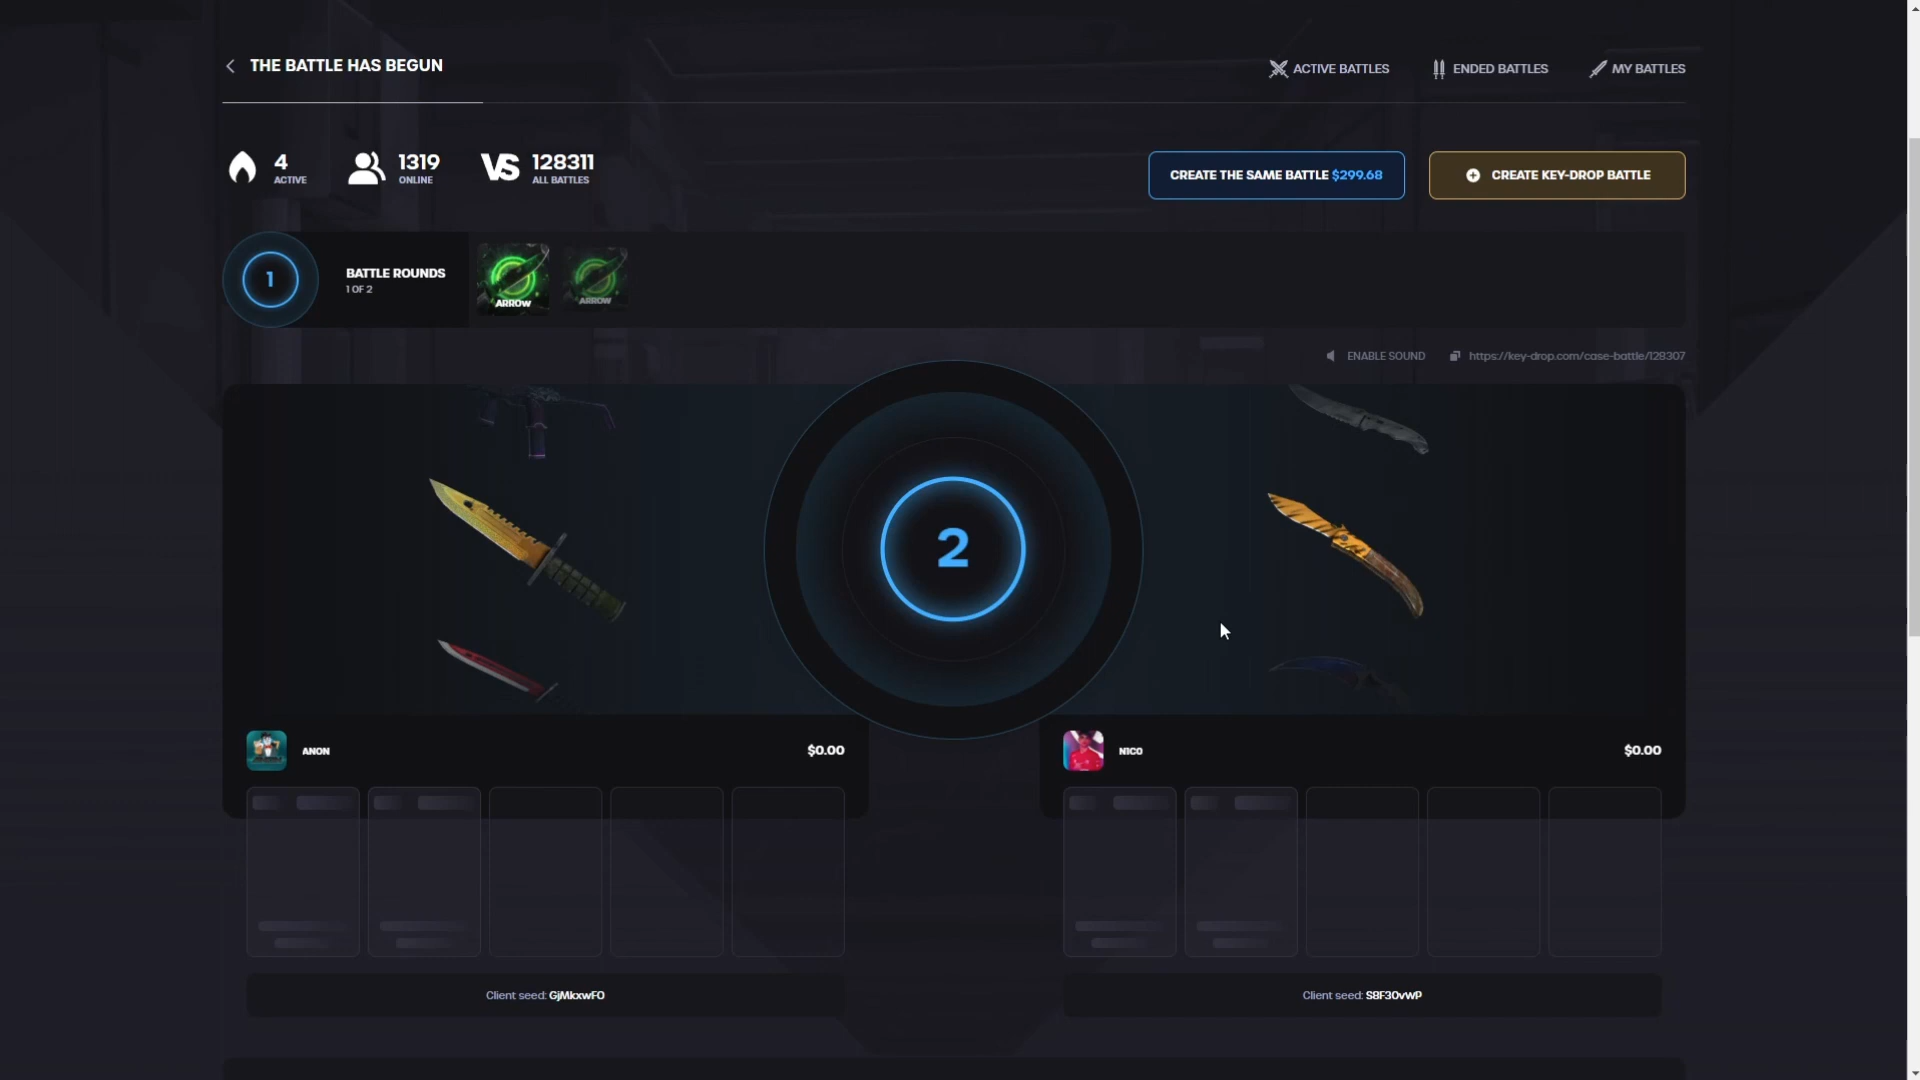 THE BATTLE HAS BEGUN
ACTIVE BATTLES
ENDED BATTLES
MY BATTLES
4
ACTIVE
1319
ONLINE
VS
128311
ALL BATTLES
CREATE THE SAME BATTLE $299.68
CREATE KEY-DROP BATTLE
1
BATTLE ROUNDS
1 OF 2
ARROW
ARROW
ENABLE SOUND
https://key-drop.com/case-battle/128307
2
ANON
$0.00
NICO
$0.00
Client seed: GjMkxwFO
Client seed: S8F3OvWP